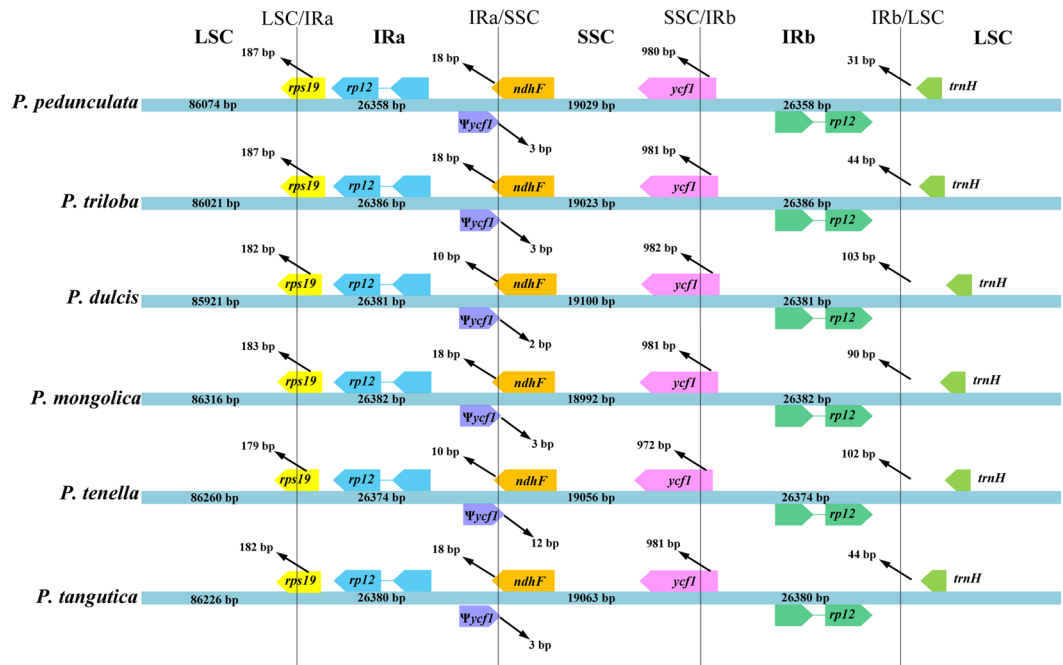 LSC/IRa IRa/SSC SSC/IRb IRb/LSC
LSC IRa SSC IRb LSC
187 bp 18 bp 980 bp 31 bp
rps19 rp12 ndhF ycf1 trnH
P. pedunculata 86074 bp 26358 bp 19029 bp 26358 bp
Ψycf1 rp12
3 bp
187 bp 18 bp 981 bp 44 bp
rps19 rp12 ndhF ycf1 trnH
P. triloba 86021 bp 26386 bp 19023 bp 26386 bp
Ψycf1 rp12
3 bp
182 bp 10 bp 982 bp 103 bp
rps19 rp12 ndhF ycf1 trnH
P. dulcis 85921 bp 26381 bp 19100 bp 26381 bp
Ψycf1 rp12
2 bp
183 bp 18 bp 981 bp 90 bp
rps19 rp12 ndhF ycf1 trnH
P. mongolica 86316 bp 26382 bp 18992 bp 26382 bp
Ψycf1 rp12
3 bp
179 bp 10 bp 972 bp 102 bp
rps19 rp12 ndhF ycf1 trnH
P. tenella 86260 bp 26374 bp 19056 bp 26374 bp
Ψycf1 rp12
12 bp
182 bp 18 bp 981 bp 44 bp
rps19 rp12 ndhF ycf1 trnH
P. tangutica 86226 bp 26380 bp 19063 bp 26380 bp
Ψycf1 rp12
3 bp